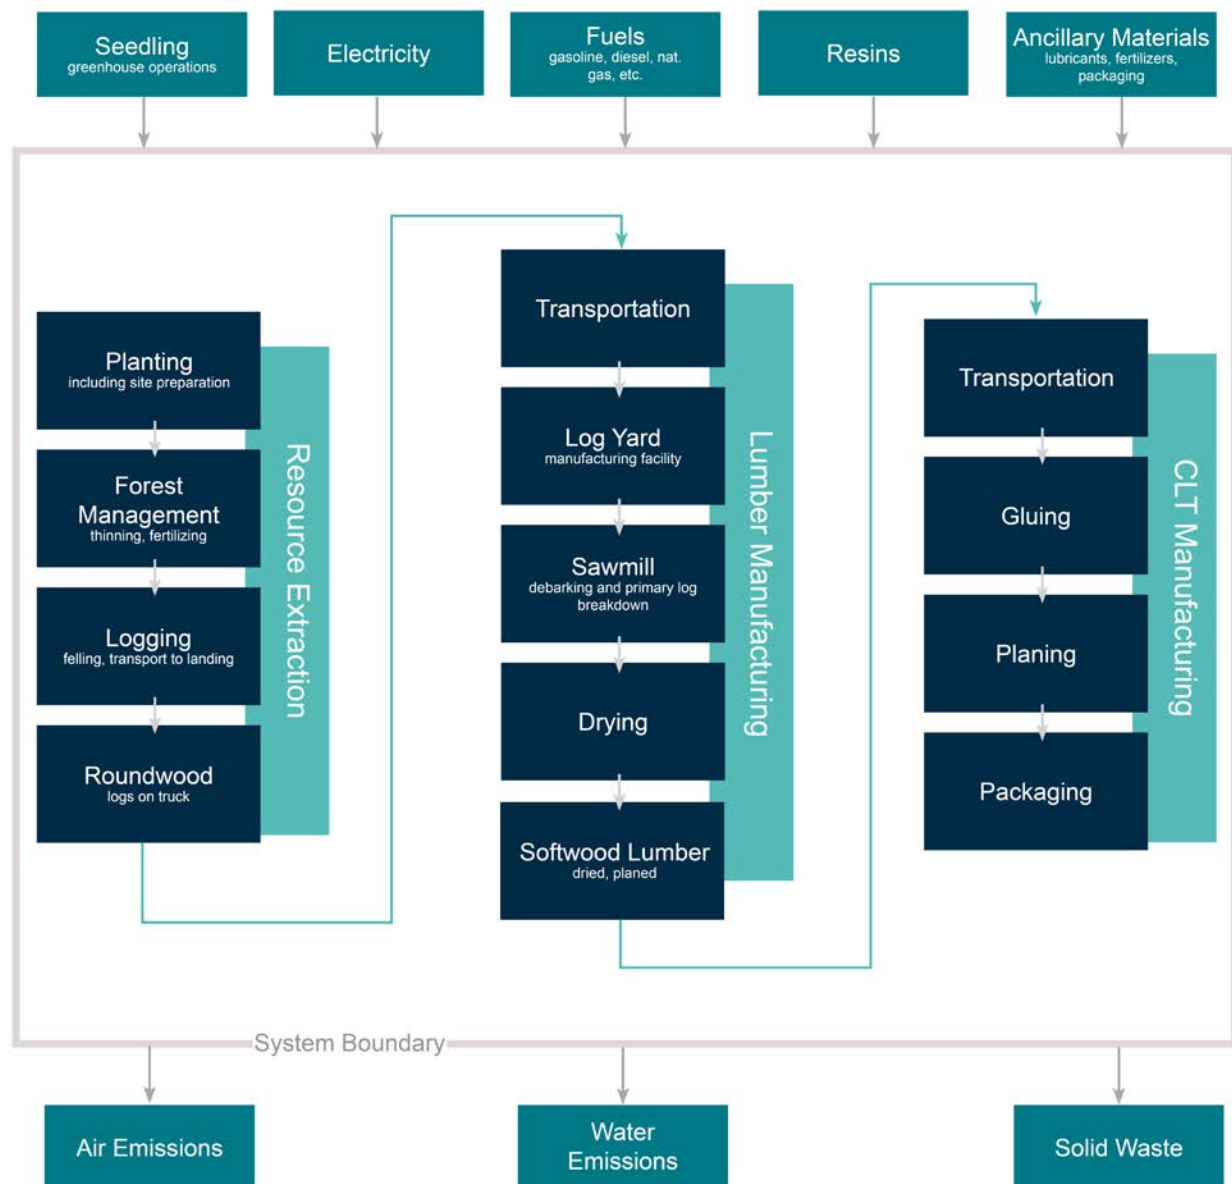 Seedling
greenhouse operations
Electricity
Fuels
gasoline, diesel, nat.
gas, etc.
Resins
Ancillary Materials
lubricants, fertilizers,
packaging
Planting
including site preparation
Forest
Management
thinning, fertilizing
Logging
felling, transport to landing
Roundwood
logs on truck
Resource Extraction
Transportation
Log Yard
manufacturing facility
Sawmill
debarking and primary log
breakdown
Drying
Softwood Lumber
dried, planed
Lumber Manufacturing
Transportation
Gluing
Planing
Packaging
CLT Manufacturing
System Boundary
Air Emissions
Water
Emissions
Solid Waste